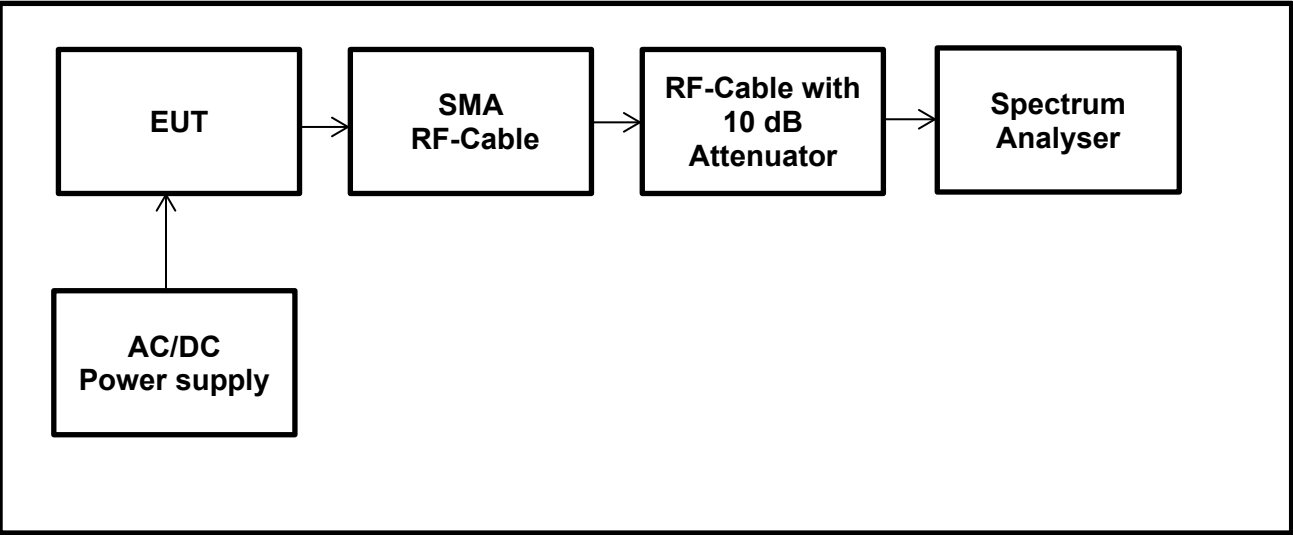 EUT
SMA
RF-Cable
RF-Cable with
10 dB
Attenuator
Spectrum
Analyser
AC/DC
Power supply